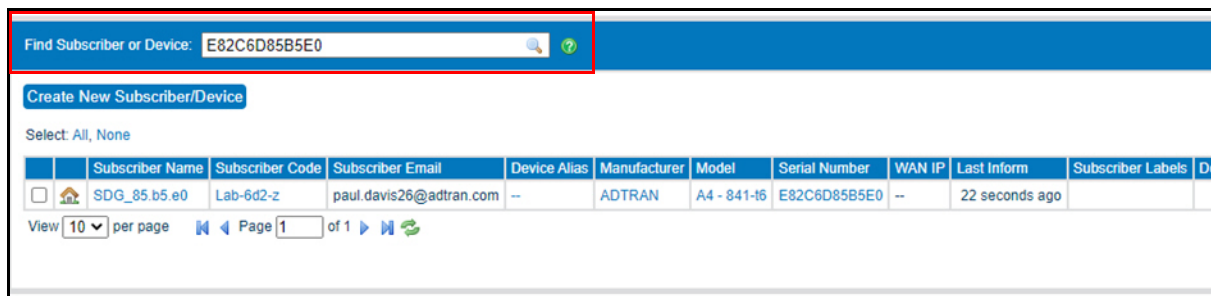 Find Subscriber or Device: E82C6D85B5E0
Create New Subscriber/Device
Select: All, None
Subscriber Name Subscriber Code Subscriber Email Device Alias Manufacturer Model Serial Number WAN IP Last Inform Subscriber Labels
SDG_85.b5.e0 Lab-6d2-z paul.davis26@adtran.com -- ADTRAN A4 - 841-t6 E82C6D85B5E0 -- 22 seconds ago
View 10 per page Page 1 of 1